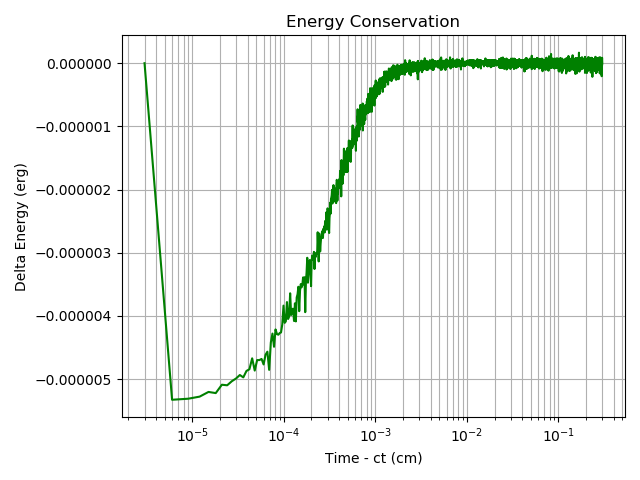 Energy Conservation
0.000000
−0.000001
−0.000002
−0.000003
−0.000004
−0.000005
Delta Energy (erg)
10⁻⁵ 10⁻⁴ 10⁻³ 10⁻² 10⁻¹
Time - ct (cm)